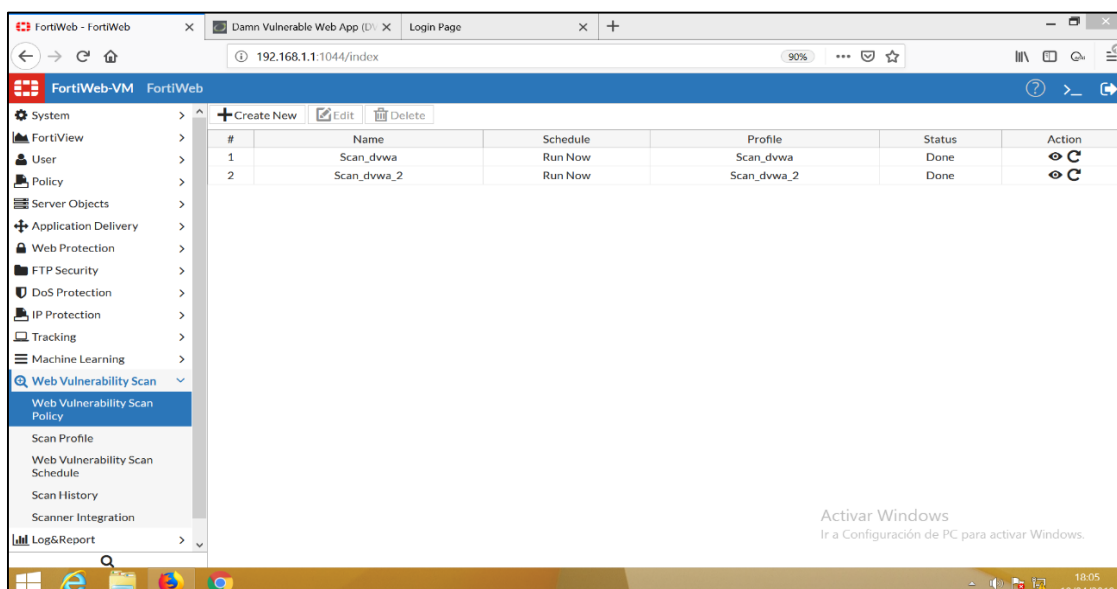 FortiWeb - FortiWeb
Damn Vulnerable Web App (DV
Login Page
192.168.1.1:1044/index
90%
FortiWeb-VM FortiWeb
Create New Edit Delete
# Name Schedule Profile Status Action
1 Scan_dvwa Run Now Scan_dvwa Done
2 Scan_dvwa_2 Run Now Scan_dvwa_2 Done
System
FortiView
User
Policy
Server Objects
Application Delivery
Web Protection
FTP Security
DoS Protection
IP Protection
Tracking
Machine Learning
Web Vulnerability Scan
Web Vulnerability Scan
Policy
Scan Profile
Web Vulnerability Scan
Schedule
Scan History
Scanner Integration
Log&Report
Activar Windows
Ir a Configuración de PC para activar Windows.
18:05